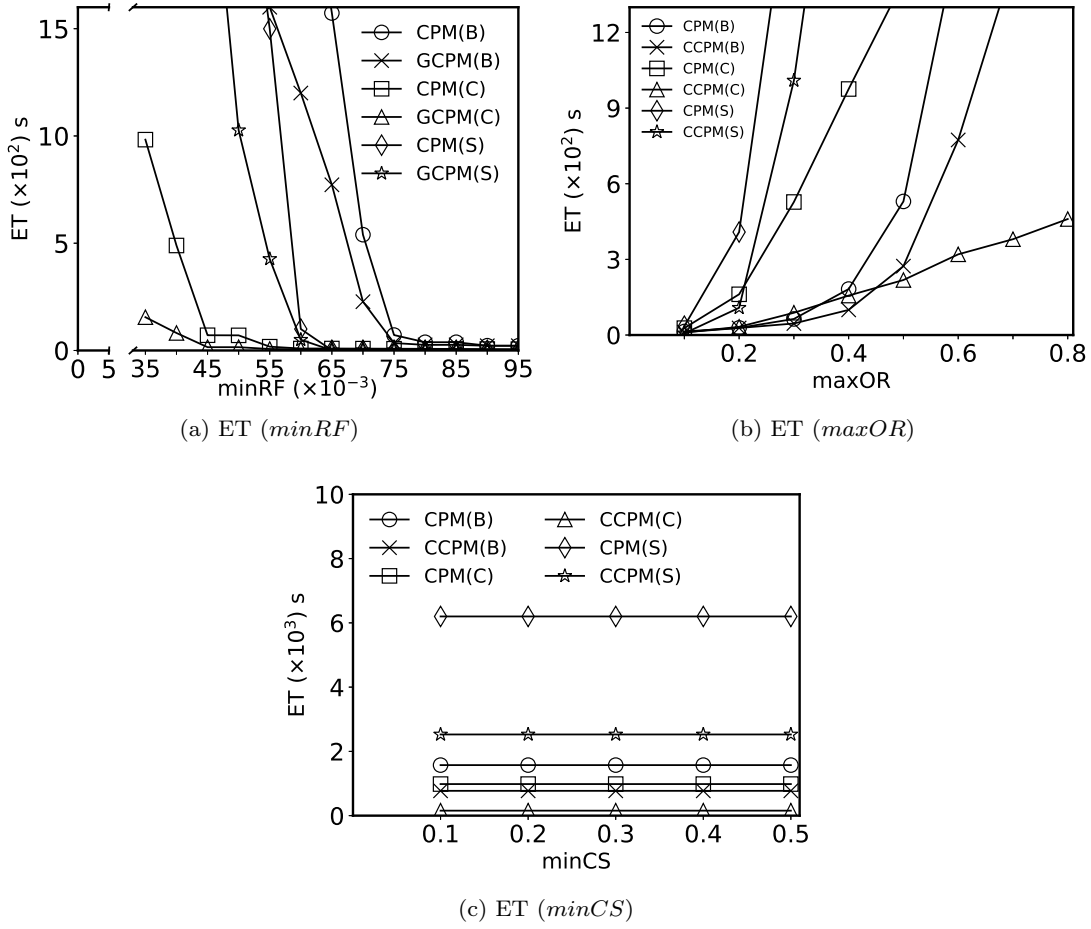 15
10
5
0
ET (×10²) s
CPM(B)
GCPM(B)
CPM(C)
GCPM(C)
CPM(S)
GCPM(S)
0 5 35 45 55 65 75 85 95
minRF (×10⁻³)
(a) ET (minRF)
12
9
6
3
0
ET (×10²) s
CPM(B)
CCPM(B)
CPM(C)
CCPM(C)
CPM(S)
CCPM(S)
0.2 0.4 0.6 0.8
maxOR
(b) ET (maxOR)
10
8
6
4
2
0
ET (×10³) s
CPM(B) CCPM(C)
CCPM(B) CPM(S)
CPM(C) CCPM(S)
0.1 0.2 0.3 0.4 0.5
minCS
(c) ET (minCS)